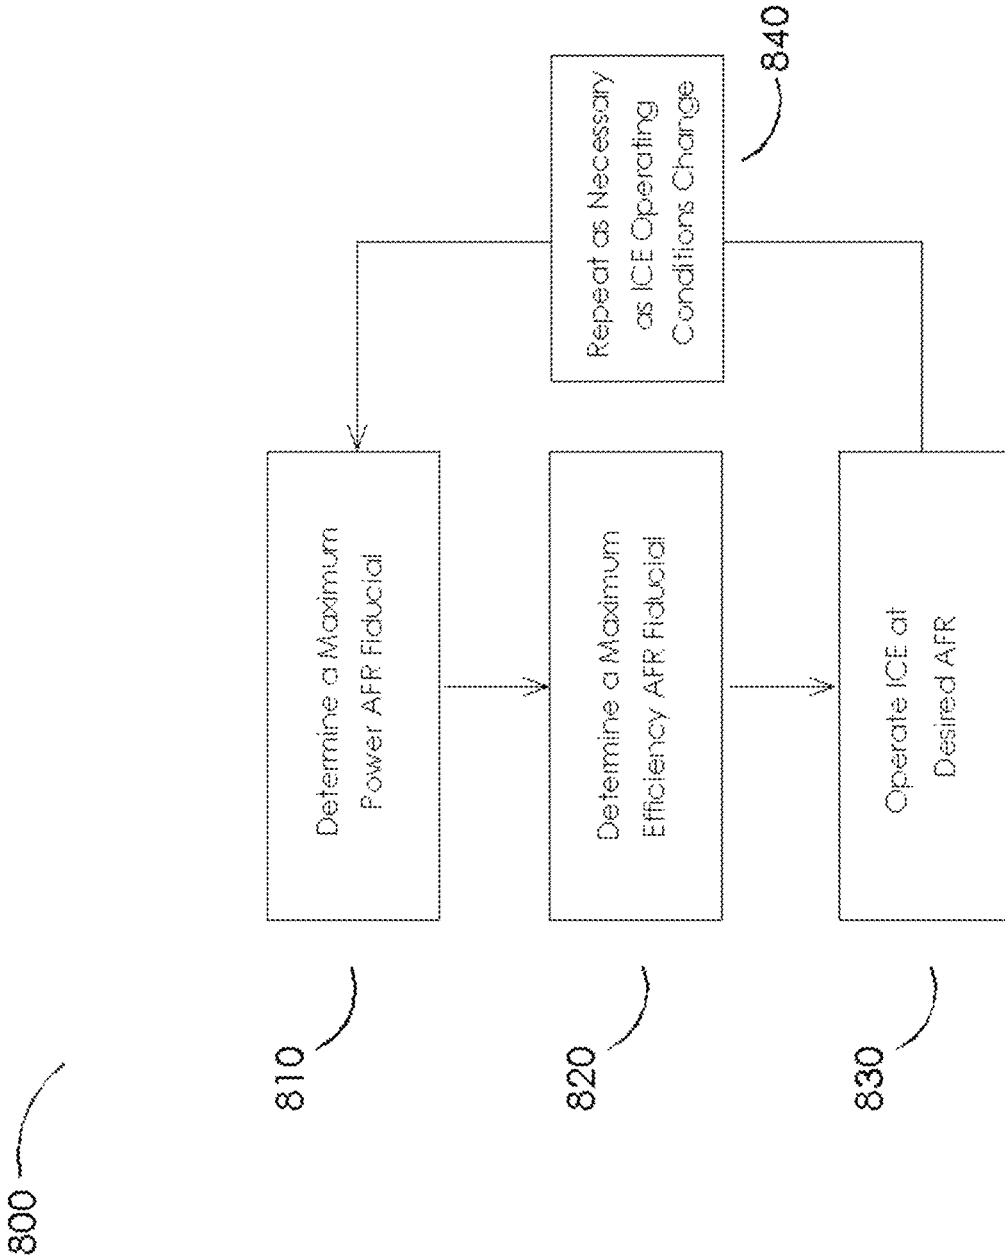 800
810
Determine a Maximum
Power AFR Fiducial
820
Determine a Maximum
Efficiency AFR Fiducial
830
Operate ICE at
Desired AFR
Repeat as Necessary
as ICE Operating
Conditions Change
840